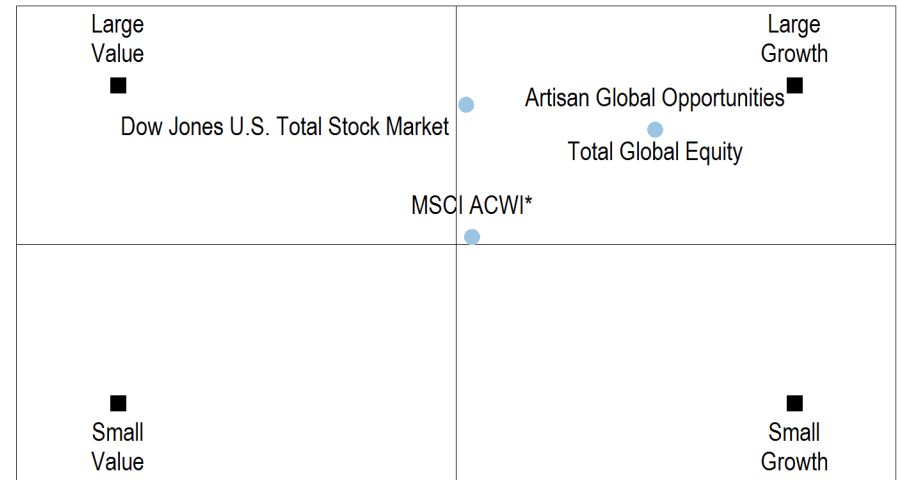 Large
Value
Large
Growth
Artisan Global Opportunities
Dow Jones U.S. Total Stock Market
Total Global Equity
MSCI ACWI*
Small
Value
Small
Growth